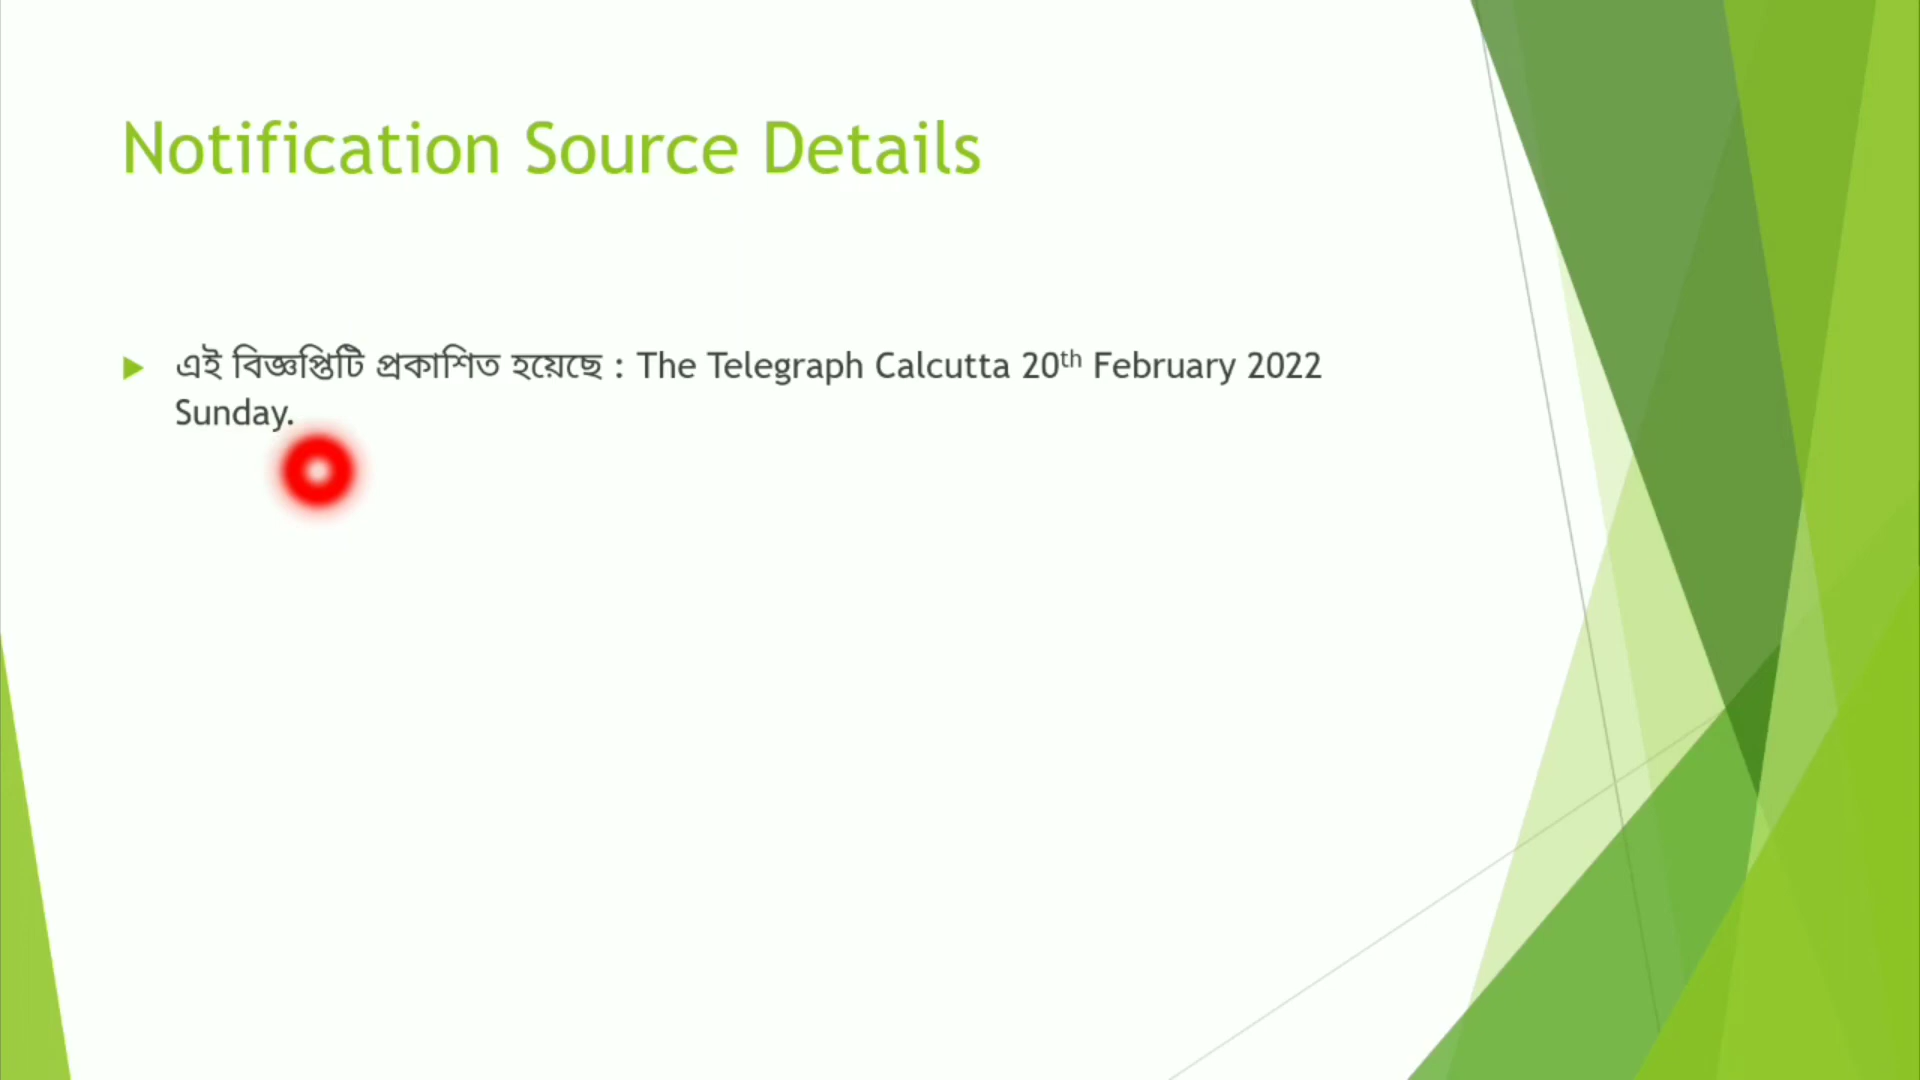 Notification Source Details
এই বিজ্ঞপ্তিটি প্রকাশিত হয়েছে : The Telegraph Calcutta 20th February 2022
Sunday.